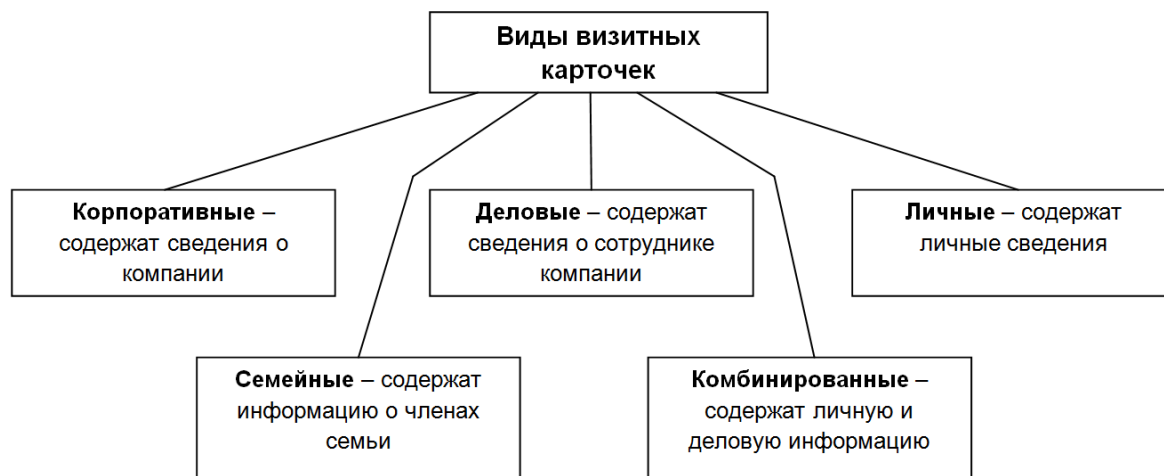 Виды визитных
карточек
Корпоративные –
содержат сведения о
компании
Деловые – содержат
сведения о сотруднике
компании
Личные – содержат
личные сведения
Семейные – содержат
информацию о членах
семьи
Комбинированные –
содержат личную и
деловую информацию